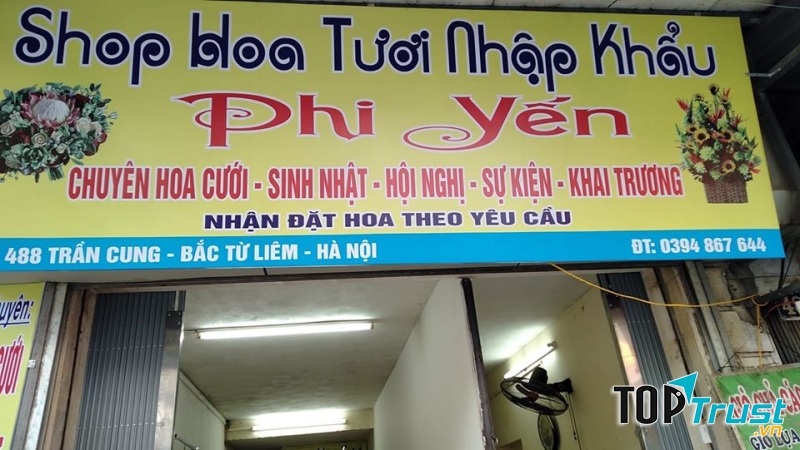 Shop Hoa Tươi Nhập Khẩu
Phi Yến
CHUYÊN HOA CƯỚI - SINH NHẬT - HỘI NGHỊ - SỰ KIỆN - KHAI TRƯƠNG
NHẬN ĐẶT HOA THEO YÊU CẦU
488 TRẦN CUNG - BẮC TỪ LIÊM - HÀ NỘI
ĐT: 0394 867 644
TOPTrust.vn